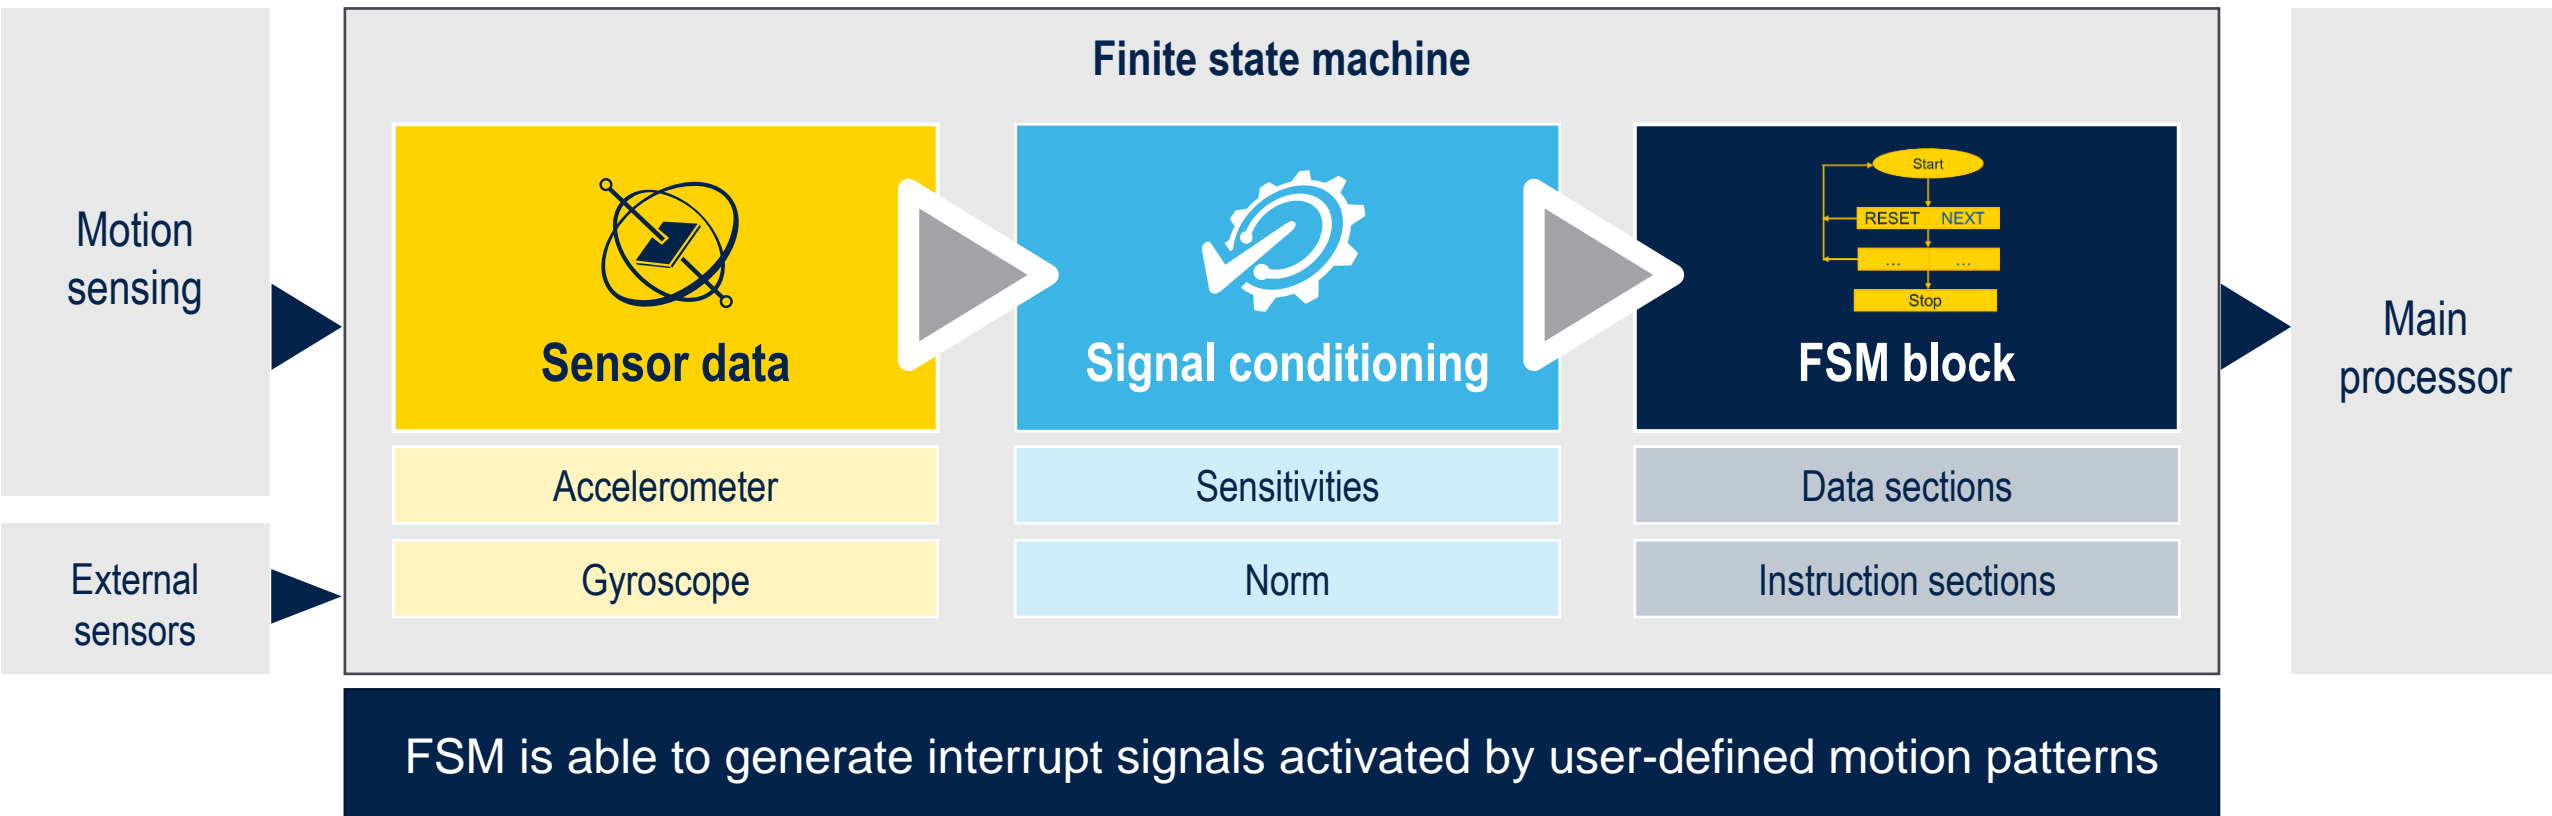 Finite state machine
Motion
sensing
External
sensors
Sensor data
Accelerometer
Gyroscope
Signal conditioning
Sensitivities
Norm
Start
RESET NEXT
... ...
Stop
FSM block
Data sections
Instruction sections
Main
processor
FSM is able to generate interrupt signals activated by user-defined motion patterns